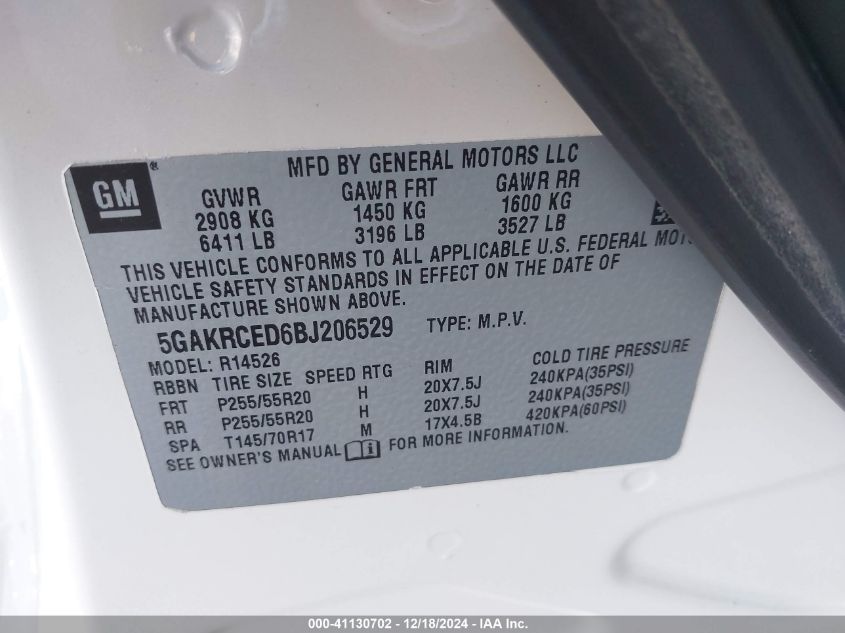 GM
MFD BY GENERAL MOTORS LLC
GVWR GAWR FRT GAWR RR
2908 KG 1450 KG 1600 KG
6411 LB 3196 LB 3527 LB
THIS VEHICLE CONFORMS TO ALL APPLICABLE U.S. FEDERAL
VEHICLE SAFETY STANDARDS IN EFFECT ON THE DATE OF
MANUFACTURE SHOWN ABOVE.
5GAKRCED6BJ206529 TYPE: M.P.V.
MODEL: R14526
RBBN TIRE SIZE SPEED RTG RIM COLD TIRE PRESSURE
FRT P255/55R20 H 20X7.5J 240KPA(35PSI)
RR P255/55R20 H 20X7.5J 240KPA(35PSI)
SPA T145/70R17 M 17X4.5B 420KPA(60PSI)
SEE OWNER'S MANUAL FOR MORE INFORMATION.
000-41130702 - 12/18/2024 - IAA Inc.